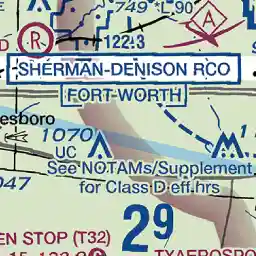 749 *L 90
A
D
R
122.3
SHERMAN-DENISON RCO
FORT WORTH
esboro
1070
UC
See NOTAMs/Supplement
for Class D eff hrs
047
29
EN STOP (T32)
TXAEROSPO